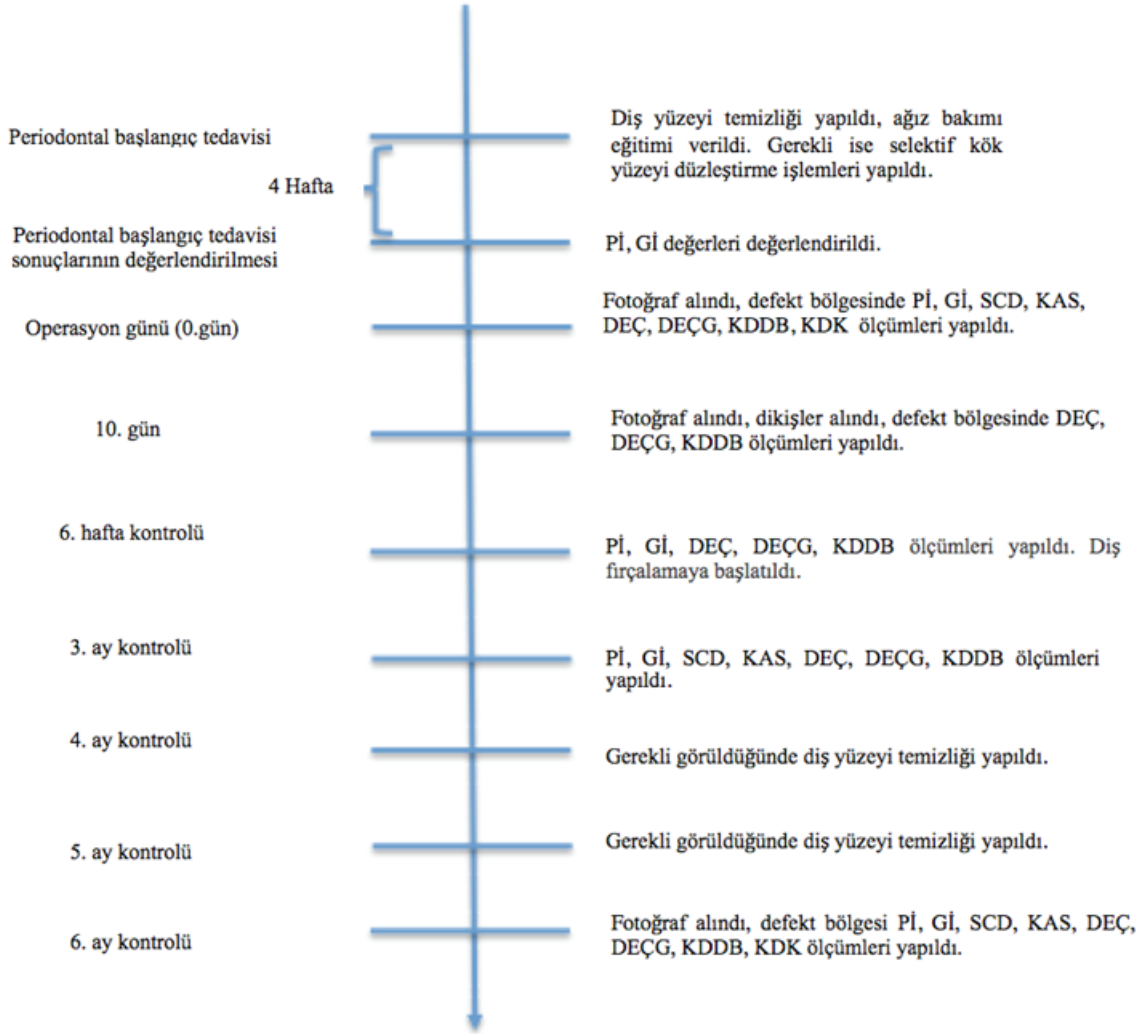 Periodontal başlangıç tedavisi
Diş yüzeyi temizliği yapıldı, ağız bakımı
eğitimi verildi. Gerekli ise selektif kök
yüzeyi düzleştirme işlemleri yapıldı.
4 Hafta
Periodontal başlangıç tedavisi
sonuçlarının değerlendirilmesi
Pİ, Gİ değerleri değerlendirildi.
Operasyon günü (0.gün)
Fotoğraf alındı, defekt bölgesinde Pİ, Gİ, SCD, KAS,
DEÇ, DEÇG, KDDB, KDK ölçümleri yapıldı.
10. gün
Fotoğraf alındı, dikişler alındı, defekt bölgesinde DEÇ,
DEÇG, KDDB ölçümleri yapıldı.
6. hafta kontrolü
Pİ, Gİ, DEÇ, DEÇG, KDDB ölçümleri yapıldı. Diş
fırçalamaya başlatıldı.
3. ay kontrolü
Pİ, Gİ, SCD, KAS, DEÇ, DEÇG, KDDB ölçümleri
yapıldı.
4. ay kontrolü
Gerekli görüldüğünde diş yüzeyi temizliği yapıldı.
5. ay kontrolü
Gerekli görüldüğünde diş yüzeyi temizliği yapıldı.
6. ay kontrolü
Fotoğraf alındı, defekt bölgesi Pİ, Gİ, SCD, KAS, DEÇ,
DEÇG, KDDB, KDK ölçümleri yapıldı.